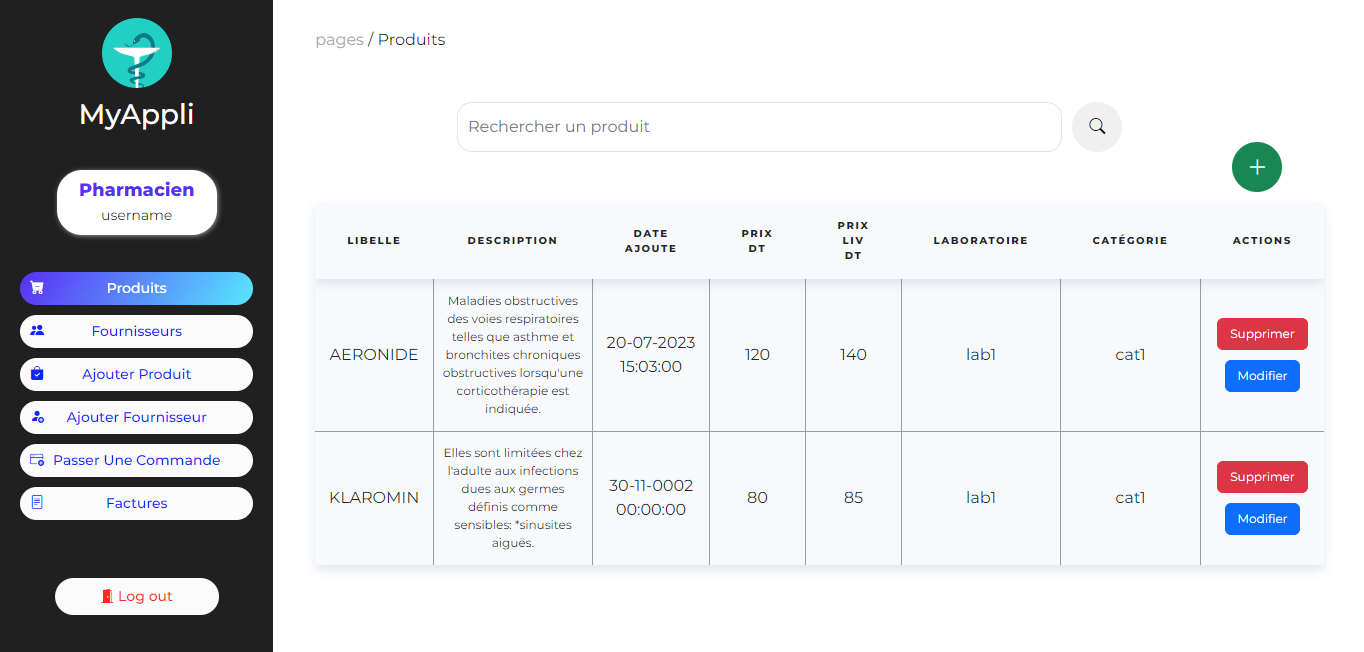 MyAppli
Pharmacien
username
Produits
Fournisseurs
Ajouter Produit
Ajouter Fournisseur
Passer Une Commande
Factures
Log out
pages / Produits
Rechercher un produit
LIBELLE
DESCRIPTION
DATE
AJOUTE
PRIX
DT
PRIX
LIV
DT
LABORATOIRE
CATÉGORIE
ACTIONS
AERONIDE
Maladies obstructives
des voies respiratoires
telles que asthme et
bronchites chroniques
obstructives lorsqu'une
corticothérapie est
indiquée.
20-07-2023
15:03:00
120
140
lab1
cat1
Supprimer
Modifier
KLAROMIN
Elles sont limitées chez
l'adulte aux infections
dues aux germes
définis comme
sensibles: *sinusites
aiguës.
30-11-0002
00:00:00
80
85
lab1
cat1
Supprimer
Modifier